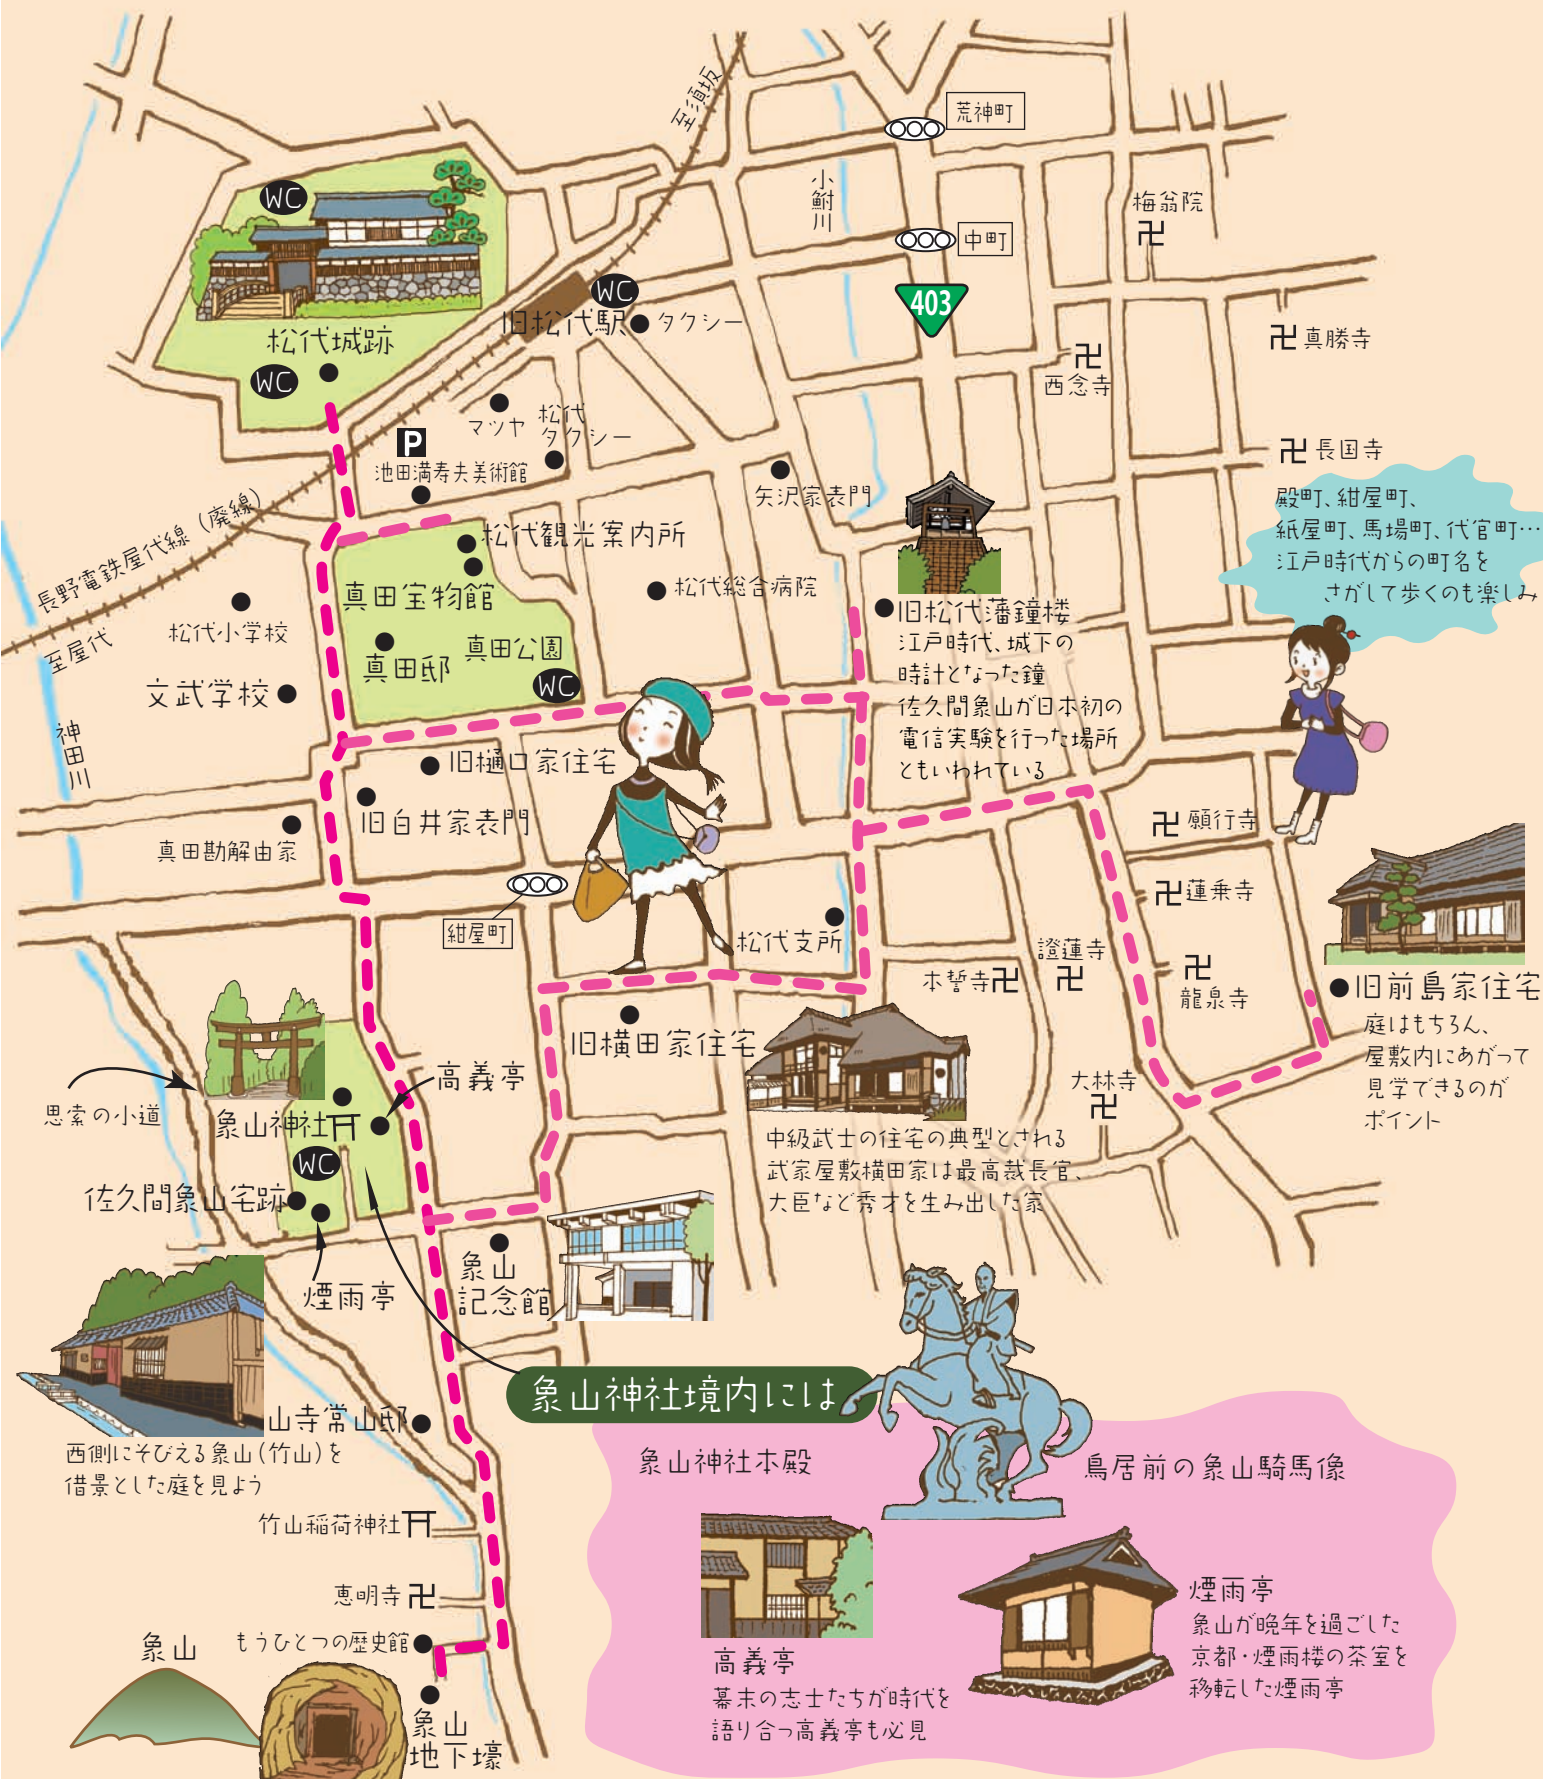 至須坂
荒神町
小鮒川
中町
403
梅翁院
真勝寺
西念寺
長国寺
WC
松代城跡
WC
旧松代駅
WC
タクシー
マツヤ
松代
タクシー
P
池田満寿夫美術館
矢沢家表門
殿町、紺屋町、
紙屋町、馬場町、代官町…
江戸時代からの町名を
さがして歩くのも楽しみ
長野電鉄屋代線(廃線)
至屋代
松代観光案内所
真田宝物館
松代小学校
真田邸
真田公園
WC
松代総合病院
文武学校
神田川
旧松代藩鐘楼
江戸時代、城下の
時計となった鐘
佐久間象山が日本初の
電信実験を行った場所
ともいわれている
旧樋口家住宅
旧白井家表門
真田勘解由家
紺屋町
松代支所
願行寺
蓮乗寺
本誓寺
證蓮寺
龍泉寺
大林寺
旧前島家住宅
庭はもちろん、
屋敷内にあがって
見学できるのが
ポイント
旧横田家住宅
中級武士の住宅の典型とされる
武家屋敷横田家は最高裁長官、
大臣など秀才を生み出した家
思索の小道
高義亭
象山神社
WC
佐久間象山宅跡
煙雨亭
象山
記念館
山寺常山邸
西側にそびえる象山(竹山)を
借景とした庭を見よう
竹山稲荷神社
恵明寺
もうひとつの歴史館
象山
象山
地下壕
象山神社境内には
象山神社本殿
鳥居前の象山騎馬像
高義亭
幕末の志士たちが時代を
語り合っ高義亭も必見
煙雨亭
象山が晩年を過ごした
京都・煙雨楼の茶室を
移転した煙雨亭